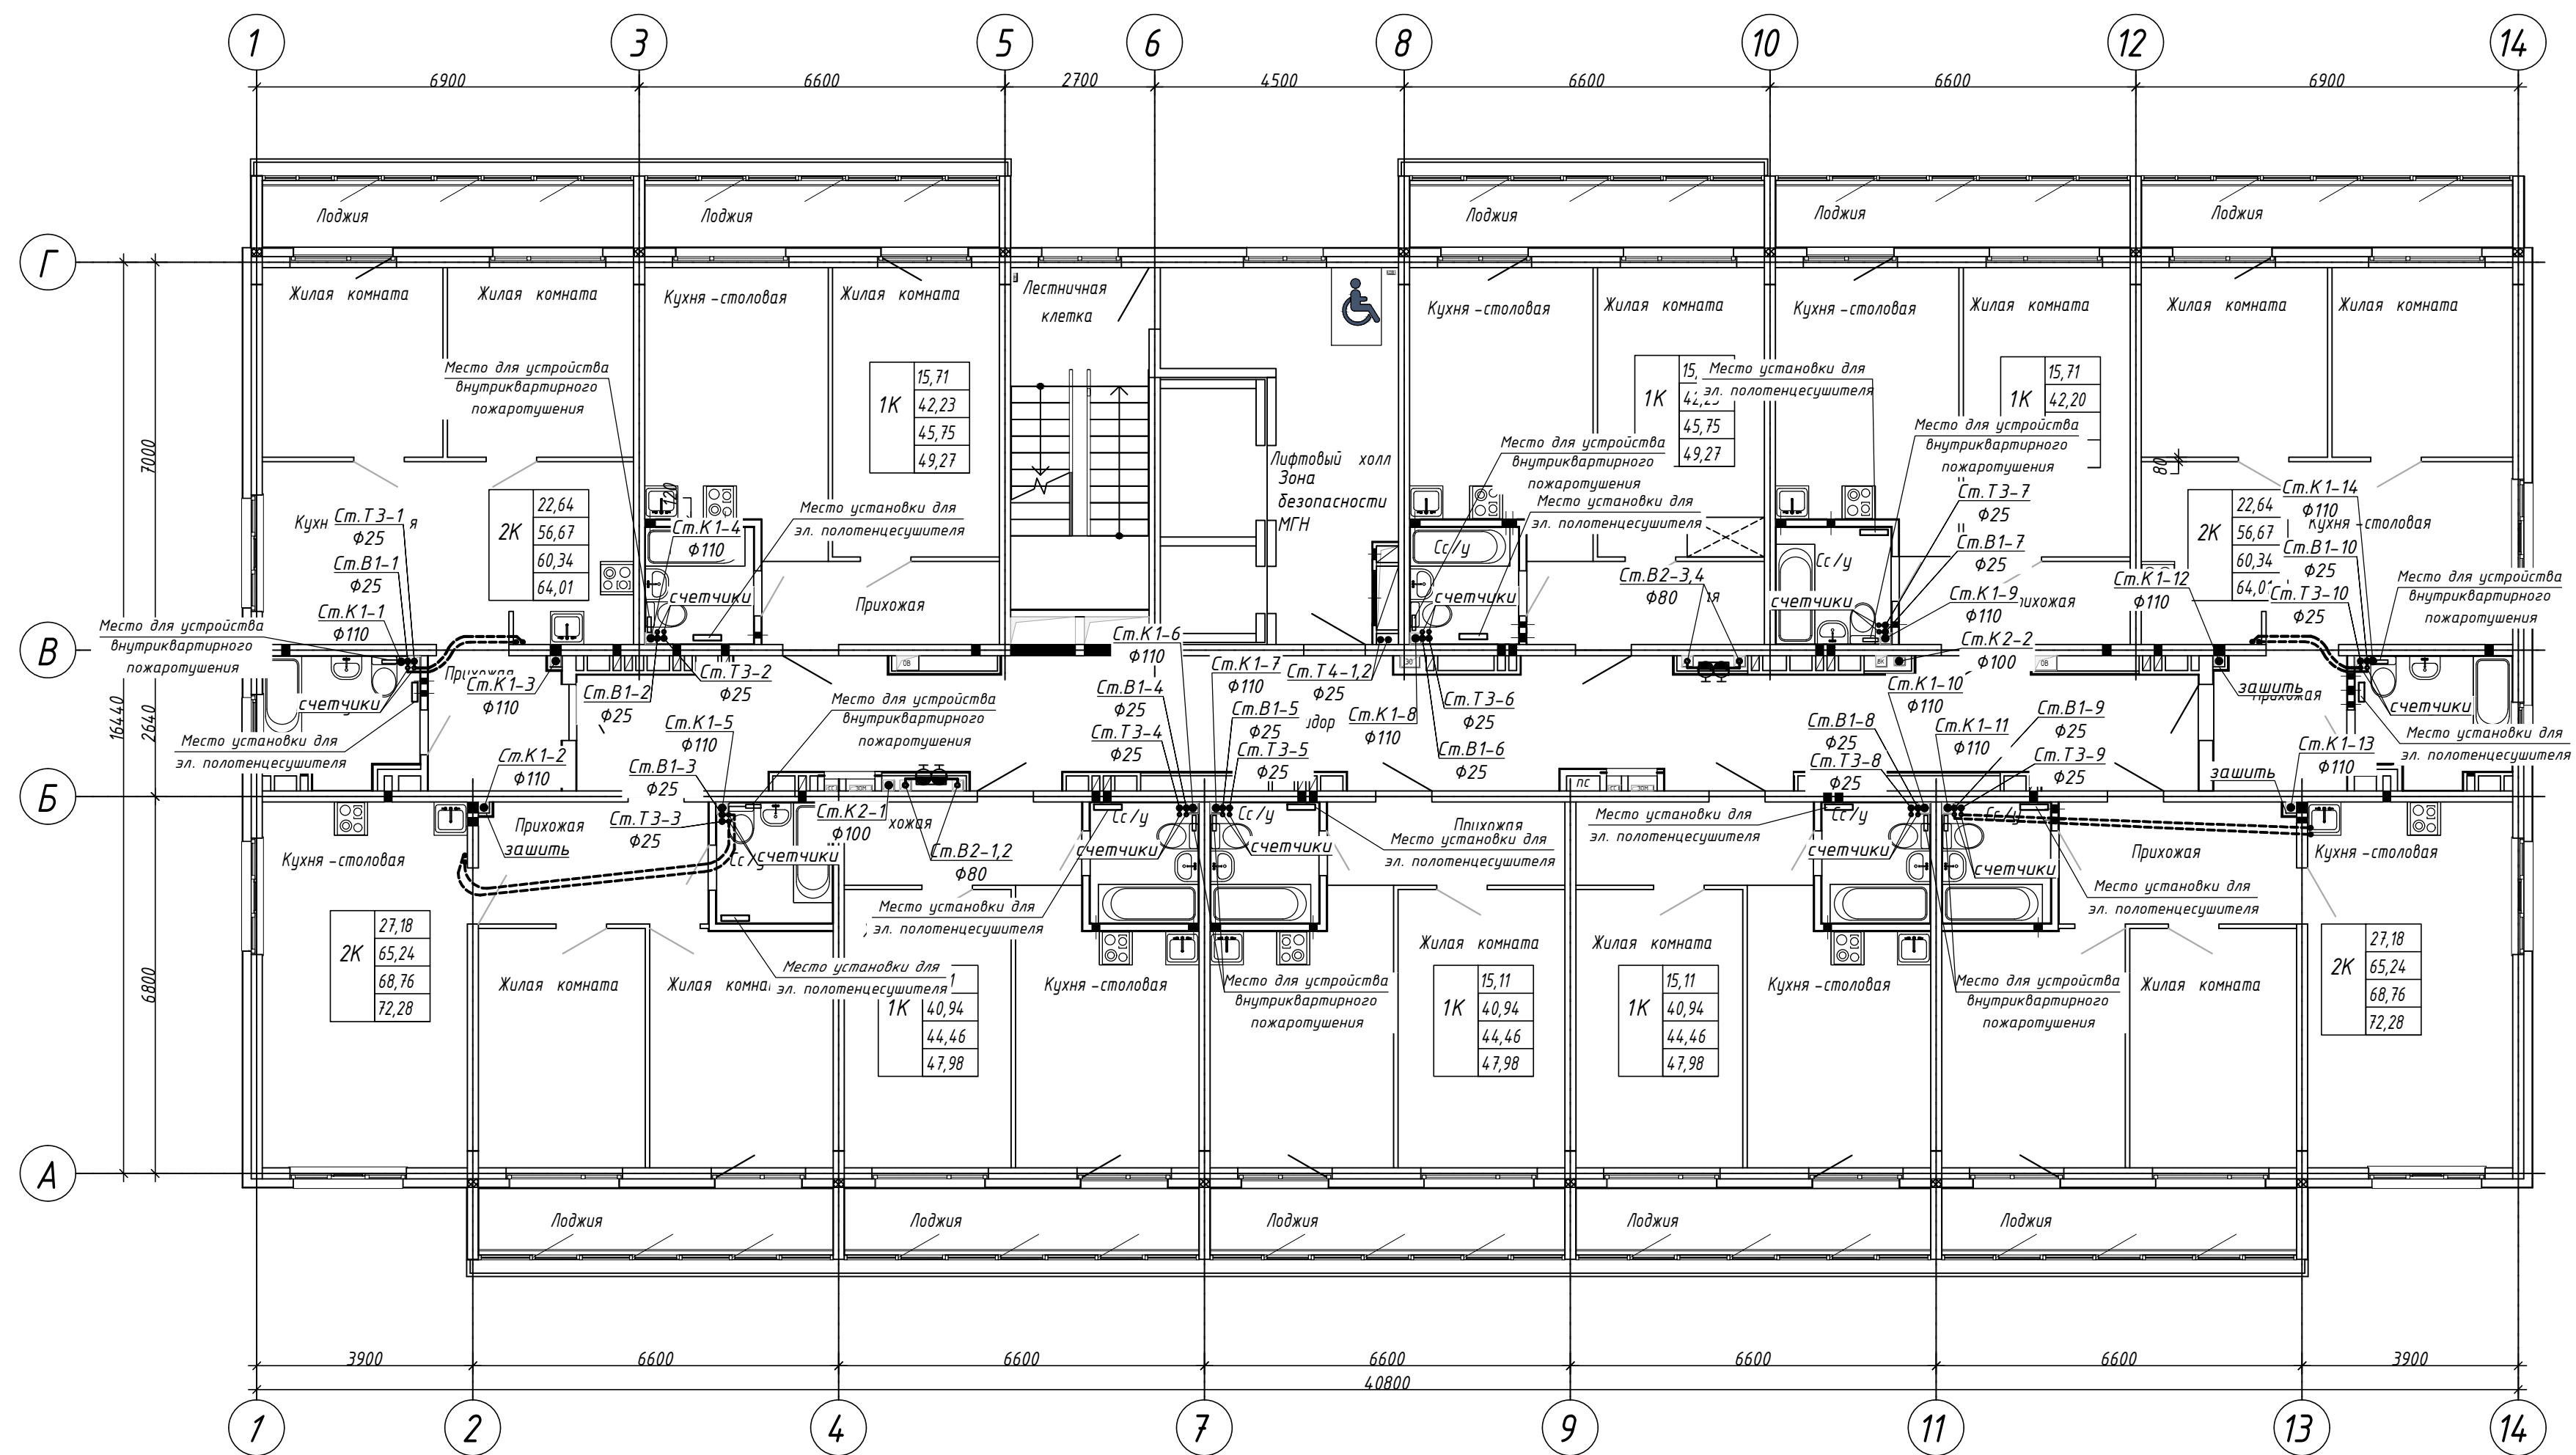 1 3 5 6 8 10 12 14
6900 6600 2700 4500 6600 6600 6900
Лоджия Лоджия Лоджия Лоджия Лоджия
Г
Жилая комната Жилая комната Кухня-столовая Жилая комната
Лестничная
клетка
Кухня-столовая Жилая комната Кухня-столовая Жилая комната Жилая комната Жилая комната
Место для устройства
внутриквартирного
пожаротушения
1К
15,71
42,23
45,75
49,27
1К
15,
45,75
49,27
Место установки для
эл. полотенцесушителя
1К
15,71
42,20
Место для устройства
внутриквартирного
пожаротушения
Место для устройства
внутриквартирного
пожаротушения
Место установки для
эл. полотенцесушителя
Лифтовый холл
Зона
безопасности
МГН
7000
2640
16440
6800
80
120
2К
22,64
56,67
60,34
64,01
Ст.Т3-1
Ф25
Ст.В1-1
Ф25
Ст.К1-1
Ф110
Ст.К1-4
Ф110
Место установки для
эл. полотенцесушителя
счетчики
Прихожая
Сс/у
счетчики
Ст.В2-3,4
Ф80
Сс/у
счетчики
Ст.Т3-7
Ф25
Ст.В1-7
Ф25
Ст.К1-9
Ф110
Ст.К2-2
Ф100
2К
22,64
56,67
60,34
Ст.К1-14
Ф110
Кухня-столовая
Ст.В1-10
Ф25
Ст.Т3-10
Ф25
Ст.К1-12
Ф110
Место для устройства
внутриквартирного
пожаротушения
Место для устройства
внутриквартирного
пожаротушения
В
счетчики
Прихожая
Ст.К1-3
Ф110
Ст.В1-2
Ф25
Ст.Т3-2
Ф25
ОВ
Ст.К1-6
Ф110
Ст.К1-7
Ф110
Ст.Т4-1,2
Ф25
Ст.В1-4
Ф25
Ст.В1-5
Ф25
Ст.Т3-4
Ф25
Ст.Т3-5
Ф25
Ст.К1-8
Ф110
Ст.Т3-6
Ф25
Ст.В1-6
Ф25
ВК
ОВ
Ст.К1-10
Ф110
Ст.К1-11
Ф110
Ст.В1-8
Ф25
Ст.Т3-8
Ф25
Ст.В1-9
Ф25
Ст.Т3-9
Ф25
зашить
счетчики
Место установки для
эл. полотенцесушителя
Ст.К1-13
Ф110
зашить
Место установки для
эл. полотенцесушителя
Место для устройства
внутриквартирного
пожаротушения
Ст.К1-5
Ф110
Ст.К1-2
Ф110
Ст.В1-3
Ф25
Ст.Т3-3
Ф25
Б
Прихожая
зашить
Кухня-столовая
Сс/у
счетчики
Ст.К2-1
Ф100
Ст.В2-1,2
Ф80
Сс/у
счетчики
Сс/у
счетчики
ПС
Прихожая
Место установки для
эл. полотенцесушителя
Место установки для
эл. полотенцесушителя
Сс/у
счетчики
Сс/у
счетчики
Прихожая
Кухня-столовая
Место установки для
эл. полотенцесушителя
Место установки для
эл. полотенцесушителя
2К
27,18
65,24
68,76
72,28
Жилая комната
Место установки для
эл. полотенцесушителя
1К
40,94
44,46
47,98
Кухня-столовая
Место для устройства
внутриквартирного
пожаротушения
Жилая комната
1К
15,11
40,94
44,46
47,98
Жилая комната
1К
15,11
40,94
44,46
47,98
Кухня-столовая
Место для устройства
внутриквартирного
пожаротушения
Жилая комната
2К
27,18
65,24
68,76
72,28
А
Лоджия Лоджия Лоджия Лоджия Лоджия
3900 6600 6600 6600 6600 6600 3900
40800
1 2 4 7 9 11 13 14